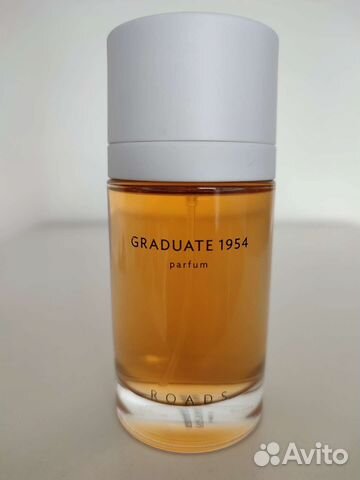 GRADUATE 1954
parfum
ROADS
Avito